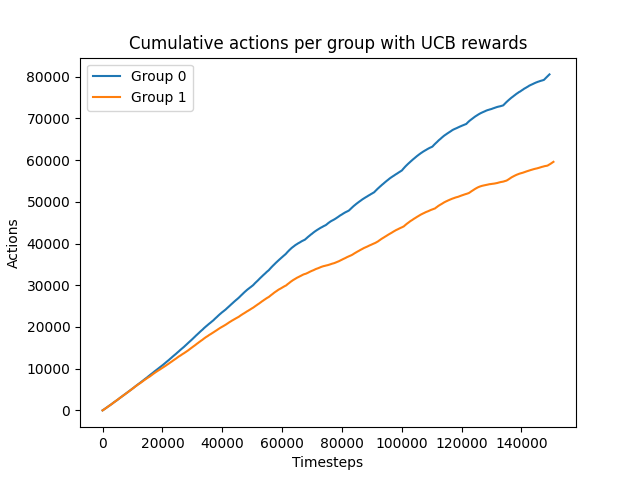 Cumulative actions per group with UCB rewards
Group 0
Group 1
80000
70000
60000
50000
40000
30000
20000
10000
0
Actions
0 20000 40000 60000 80000 100000 120000 140000
Timesteps